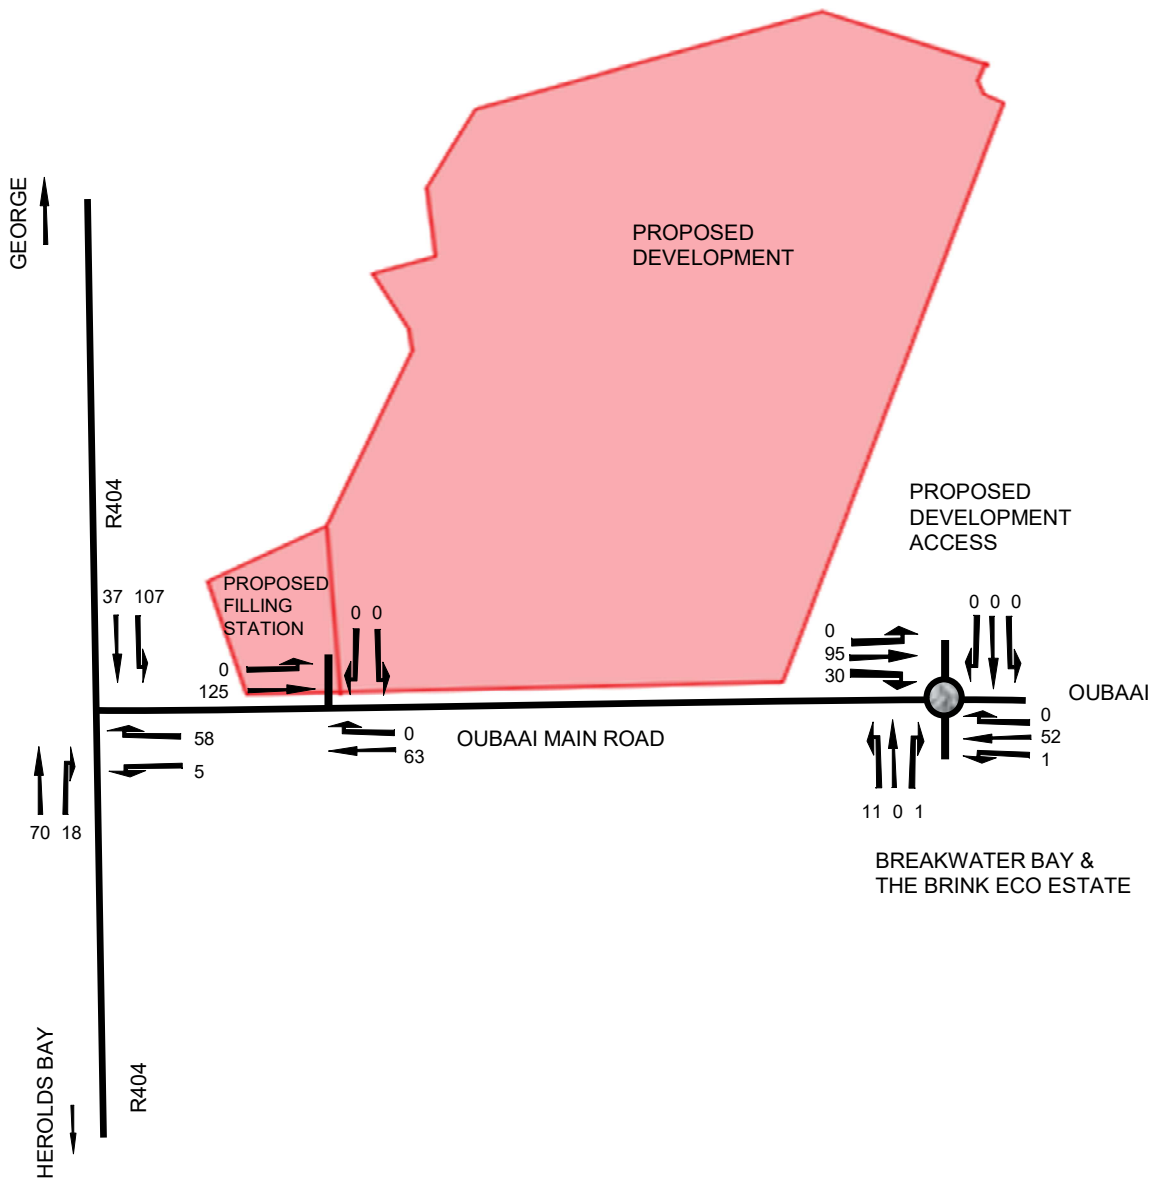 GEORGE
PROPOSED
DEVELOPMENT
R404
PROPOSED
DEVELOPMENT
ACCESS
37 107
PROPOSED
FILLING
STATION
0 0
0
125
0
95
30
0 0 0
OUBAAI
58
5
0
63
OUBAAI MAIN ROAD
0
52
1
70 18
11 0 1
BREAKWATER BAY &
THE BRINK ECO ESTATE
HEROLDS BAY
R404